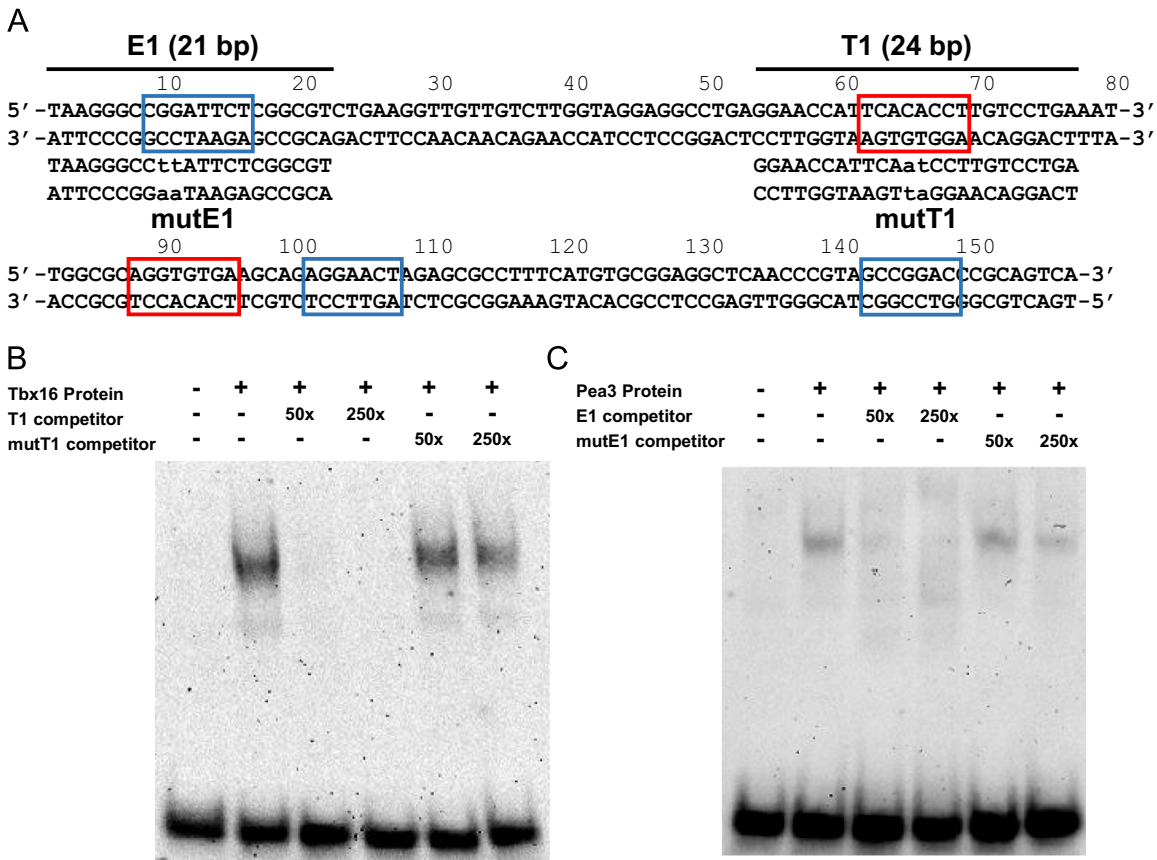 A
E1 (21 bp) T1 (24 bp)
10 20 30 40 50 60 70 80
5’-TAAGGGCCGGATTCTCGGCGTCTGAAGGTTGTTGTCTTGGTAGGAGGCCTGAGGAACCATTCACACCTTGTCCTGAAAT-3’
3’-ATTCCCGGCCTAAGAGCCGCAGACTTCCAACAACAGAACCATCCTCCGGACTCCTTGGTAAGTGTGGAACAGGACTTTA-5’
TAAGGGCCttATTCTCGGCGT GGAACCATTCAatCCTTGTCCTGA
ATTCCCGGaaTAAGAGCCGCA CCTTGGTAAGTtaGGAACAGGACT
mutE1 mutT1
90 100 110 120 130 140 150
5’-TGGCGCAGGTGTGAAGCAGAGGAACTAGAGCGCCTTTCATGTGCGGAGGCTCAACCCGTAGCCGGACCCGCAGTCA-3’
3’-ACCGCGTCCACACTTCGTCTCCTTGATCTCGCGGAAAGTACACGCCTCCGAGTTGGGCATCGGCCTGGGCGTCAGT-5’
B
Tbx16 Protein - + + + + +
T1 competitor - - 50x 250x - -
mutT1 competitor - - - - 50x 250x
C
Pea3 Protein - + + + + +
E1 competitor - - 50x 250x - -
mutE1 competitor - - - - 50x 250x